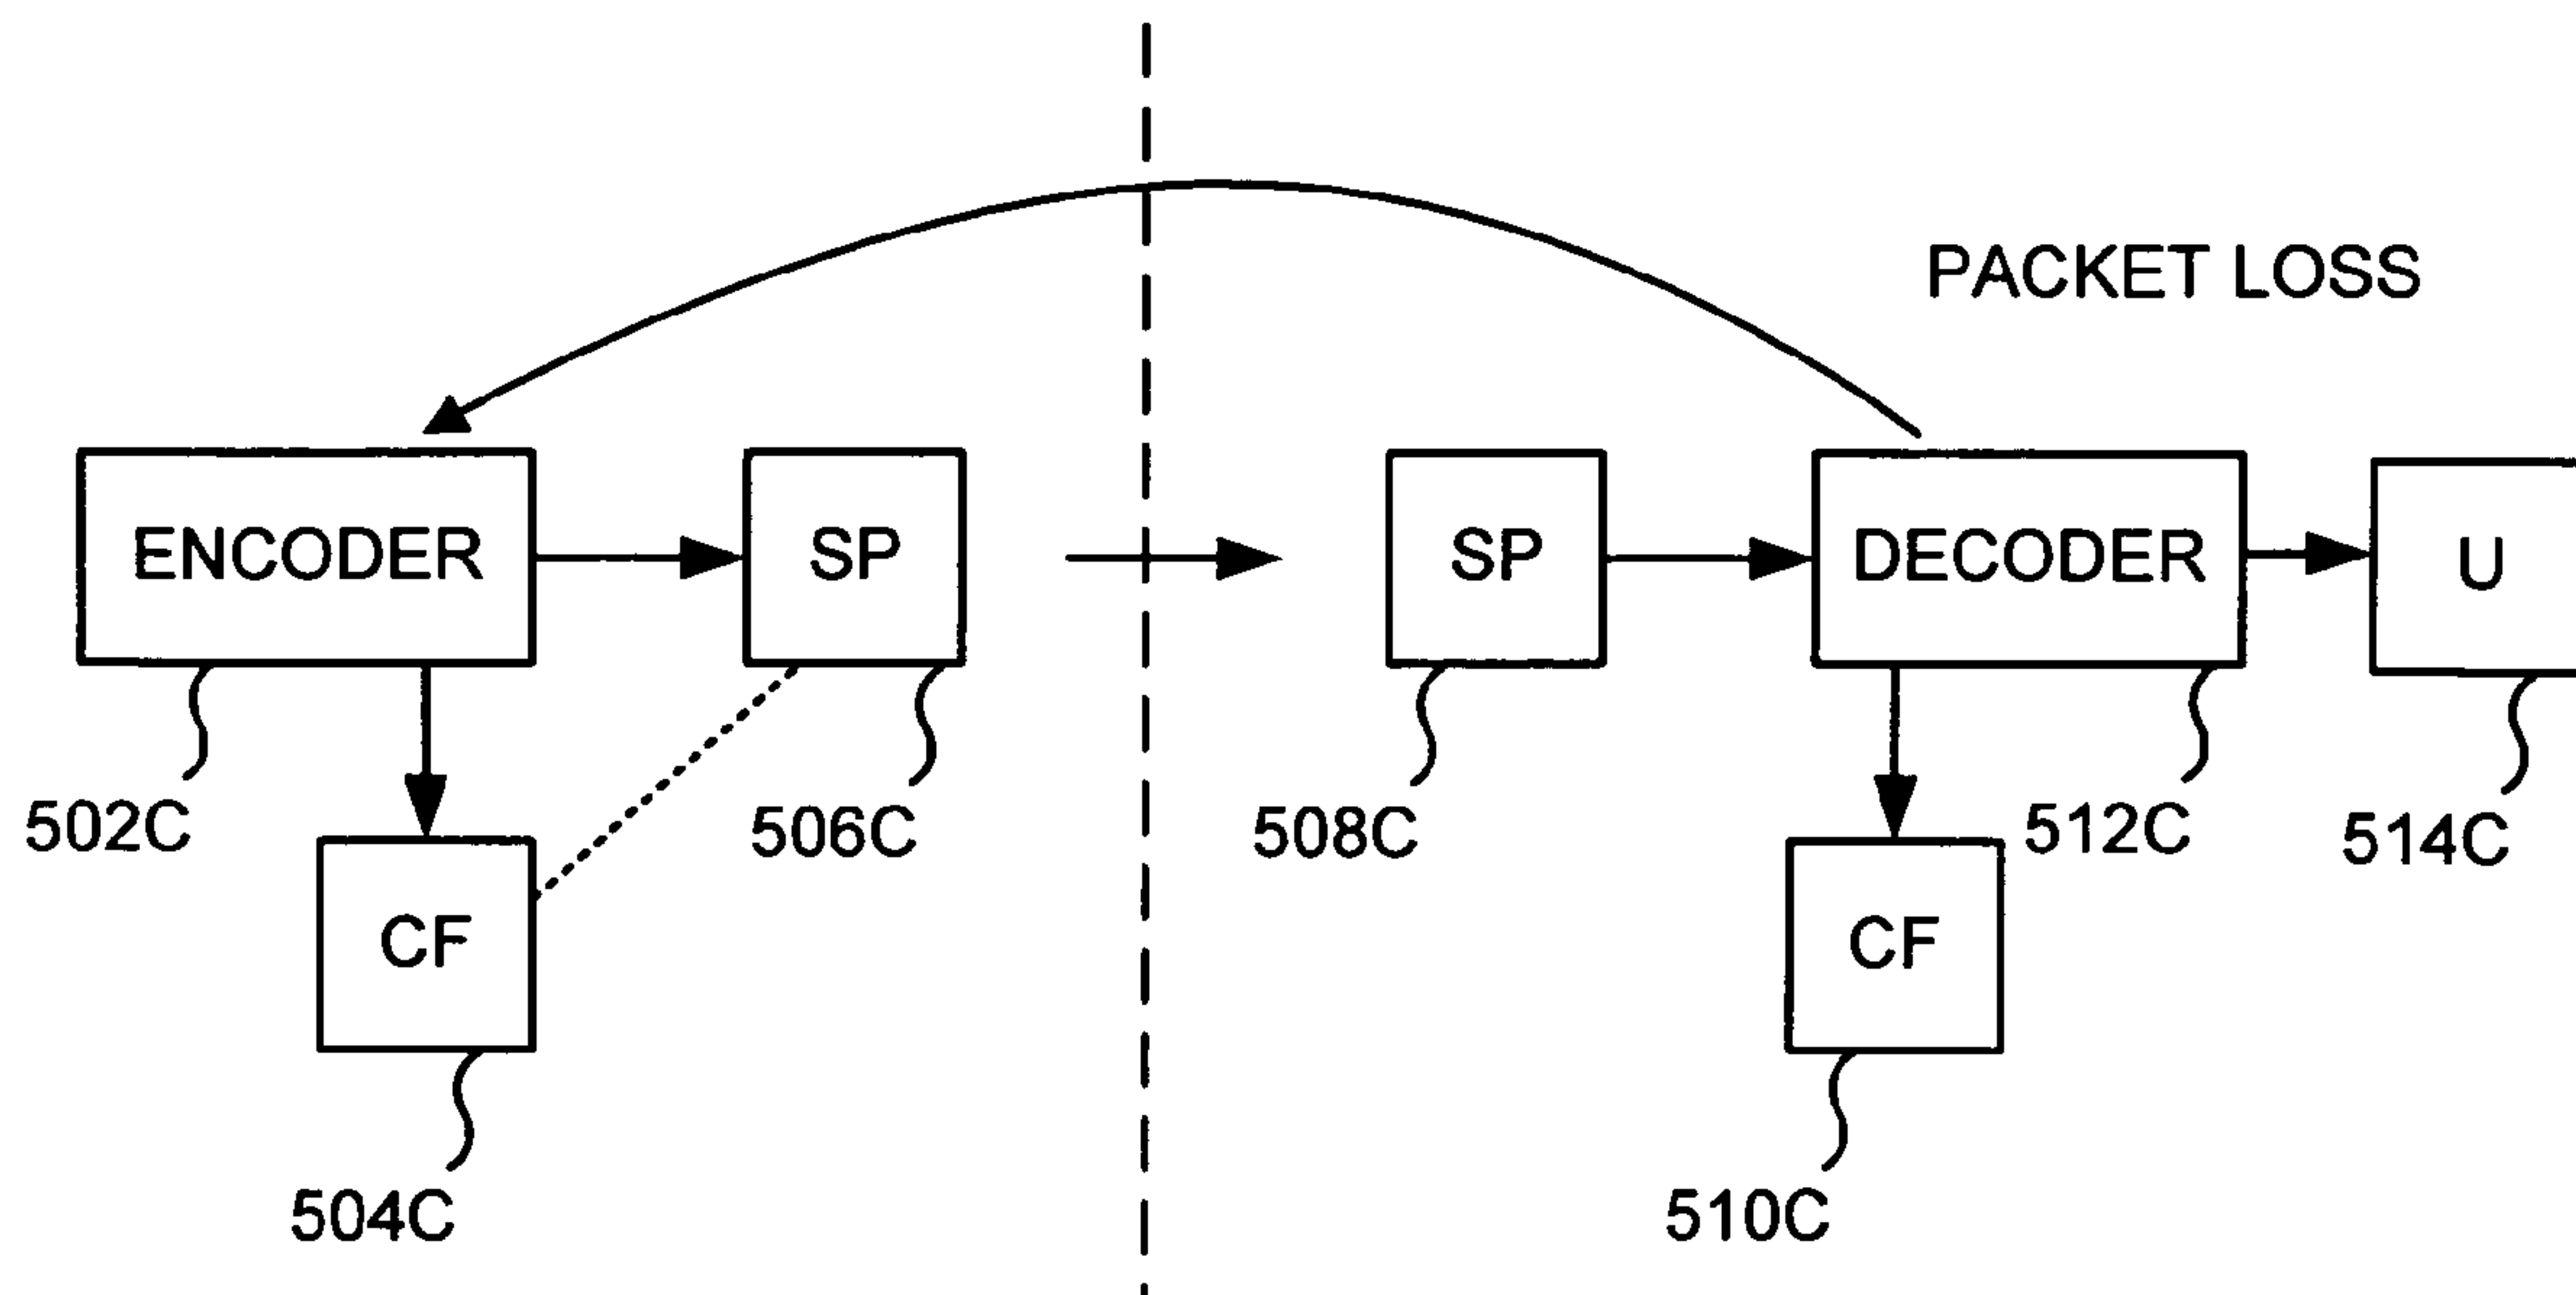 PACKET LOSS
ENCODER
SP
SP
DECODER
U
502C
506C
508C
512C
514C
CF
CF
504C
510C